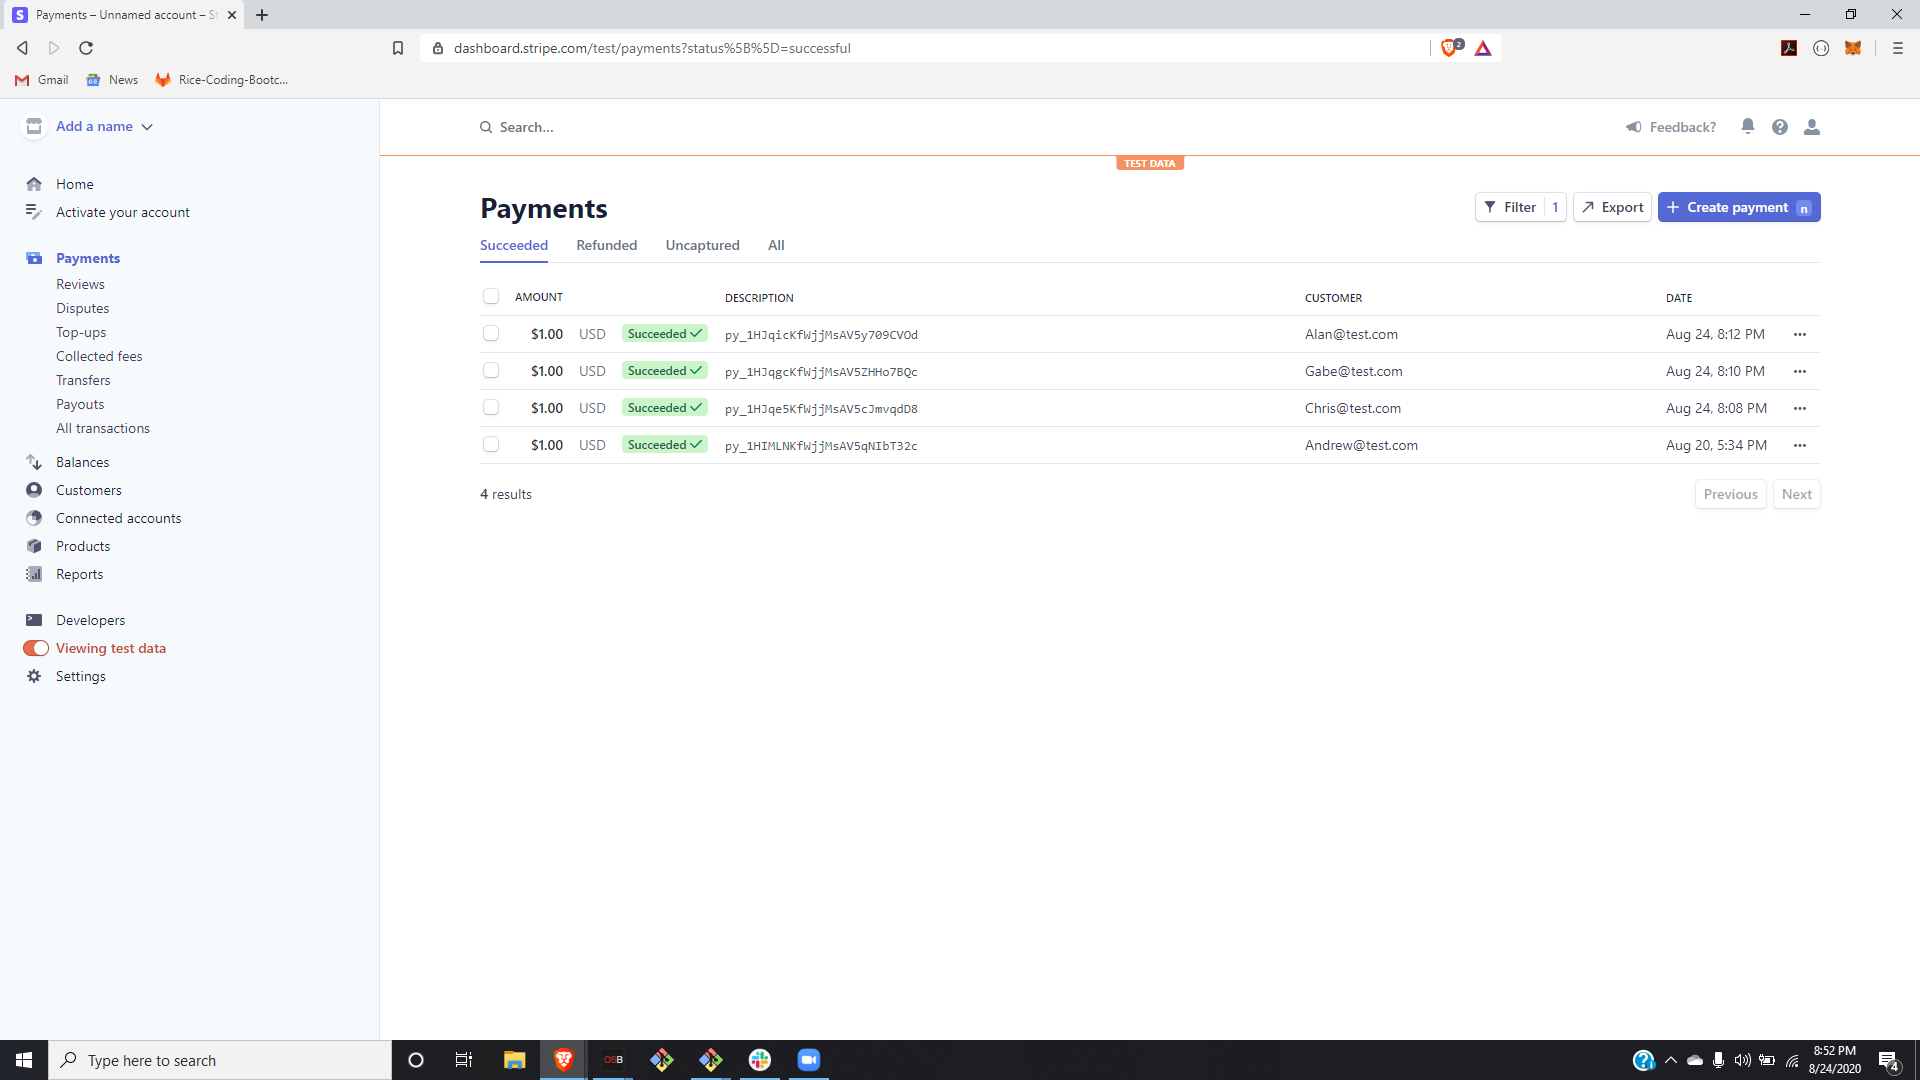 Payments – Unnamed account – St
dashboard.stripe.com/test/payments?status%5B%5D=successful
2
Gmail News Rice-Coding-Bootc...
Add a name
Search...
Feedback?
TEST DATA
Home
Activate your account
Payments
Reviews
Disputes
Top-ups
Collected fees
Transfers
Payouts
All transactions
Balances
Customers
Connected accounts
Products
Reports
Developers
Viewing test data
Settings
Payments
Filter 1 Export + Create payment n
Succeeded Refunded Uncaptured All
AMOUNT DESCRIPTION CUSTOMER DATE
$1.00 USD Succeeded py_1HJqicKfWjjMsAV5y709CVOd Alan@test.com Aug 24, 8:12 PM
$1.00 USD Succeeded py_1HJqgcKfWjjMsAV5ZHHo7BQc Gabe@test.com Aug 24, 8:10 PM
$1.00 USD Succeeded py_1HJqe5KfWjjMsAV5cJmvqdD8 Chris@test.com Aug 24, 8:08 PM
$1.00 USD Succeeded py_1HIMLNKfWjjMsAV5qNIbT32c Andrew@test.com Aug 20, 5:34 PM
4 results
Previous Next
Type here to search
OSB
8:52 PM
8/24/2020
4